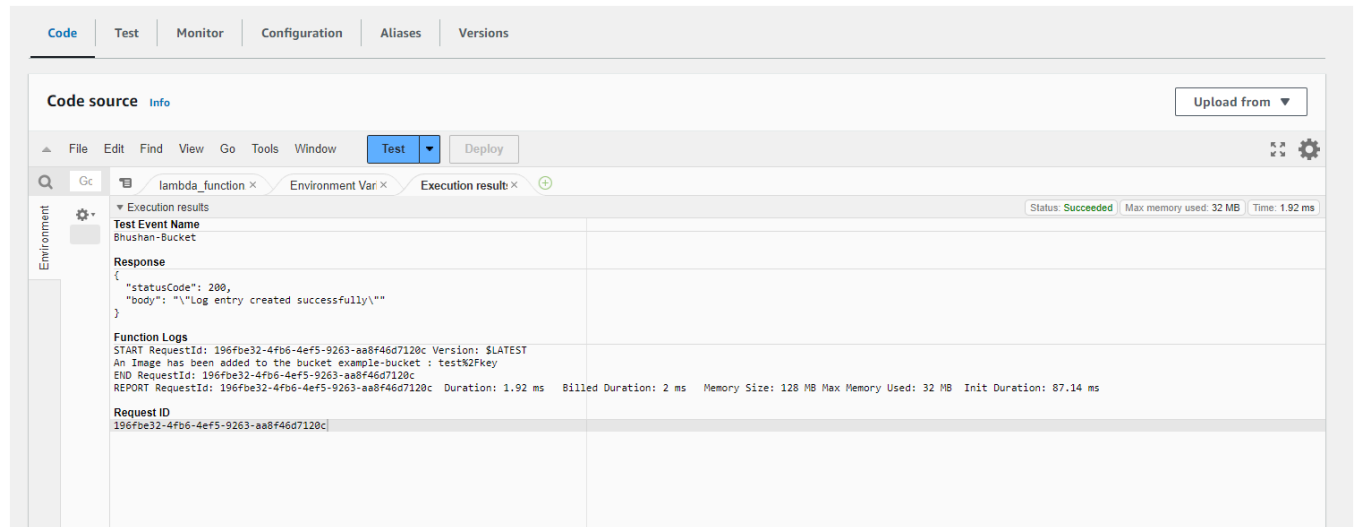 Code Test Monitor Configuration Aliases Versions
Code source Info
Upload from
File Edit Find View Go Tools Window Test Deploy
Go lambda_function × Environment Vari × Execution results ×
Environment
Execution results
Status: Succeeded Max memory used: 32 MB Time: 1.92 ms
Test Event Name
Bhushan-Bucket
Response
{
"statusCode": 200,
"body": "\"Log entry created successfully\""
}
Function Logs
START RequestId: 196fbe32-4fb6-4ef5-9263-aa8f46d7120c Version: $LATEST
An Image has been added to the bucket example-bucket : test%2Fkey
END RequestId: 196fbe32-4fb6-4ef5-9263-aa8f46d7120c
REPORT RequestId: 196fbe32-4fb6-4ef5-9263-aa8f46d7120c Duration: 1.92 ms Billed Duration: 2 ms Memory Size: 128 MB Max Memory Used: 32 MB Init Duration: 87.14 ms
Request ID
196fbe32-4fb6-4ef5-9263-aa8f46d7120c